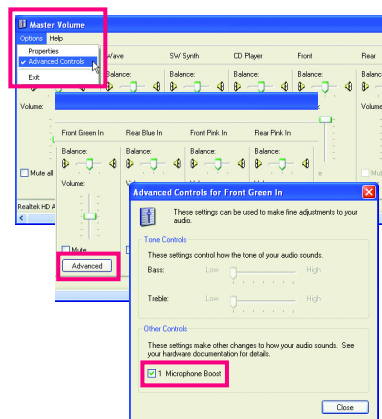 Master Volume
Options Help
Properties
Advanced Controls
Exit
Wave SW Synth CD Player Front Rear
Balance: Balance: Balance: Balance: Balance:
Volume: Volume
Mute all Mute
Realtek HD A
Front Green In Rear Blue In Front Pink In Rear Pink In
Balance: Balance: Balance: Balance:
Volume:
Mute
Advanced
Advanced Controls for Front Green In
These settings can be used to make fine adjustments to your
audio.
Tone Controls
These settings control how the tone of your audio sounds.
Bass: Low High
Treble: Low High
Other Controls
These settings make other changes to how your audio sounds. See
your hardware documentation for details.
1 Microphone Boost
Close